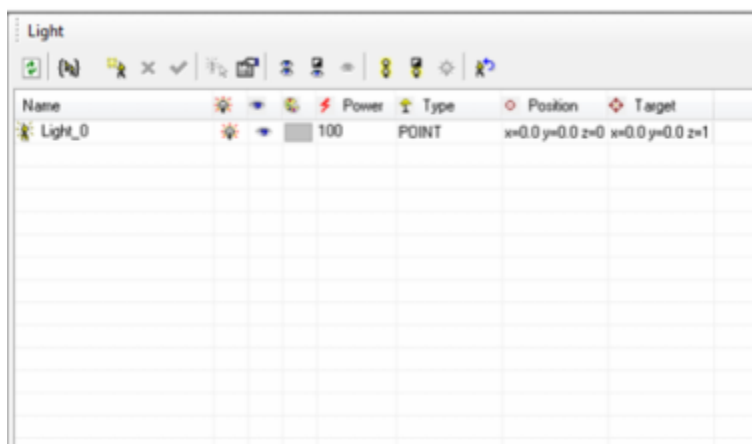 Light
Name Power Type Position Target
Light_0 100 POINT x=0.0 y=0.0 z=0 x=0.0 y=0.0 z=1